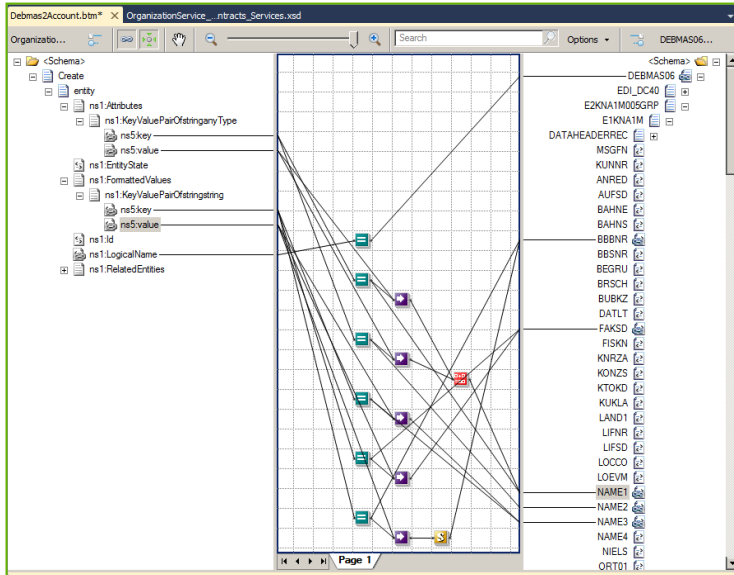 Debmas2Account.btm* X OrganizationService_...ntracts_Services.xsd
Organizatio... Search Options DEBMAS06...
<Schema>
Create
entity
ns1:Attributes
ns1:KeyValuePairOfstringanyType
ns5:key
ns5:value
ns1:EntityState
ns1:FormattedValues
ns1:KeyValuePairOfstringstring
ns5:key
ns5:value
ns1:Id
ns1:LogicalName
ns1:RelatedEntities
Page 1
<Schema>
DEBMAS06
EDI_DC40
E2KNA1M005GRP
E1KNA1M
DATAHEADERREC
MSGFN
KUNNR
ANRED
AUFSD
BAHNE
BAHNS
BBBNR
BBSNR
BEGRU
BRSCH
BUBKZ
DATLT
FAKSD
FISKN
KNRZA
KONZS
KTOKD
KUKLA
LAND1
LIFNR
LIFSD
LOCCO
LOEVM
NAME1
NAME2
NAME3
NAME4
NIELS
ORT01